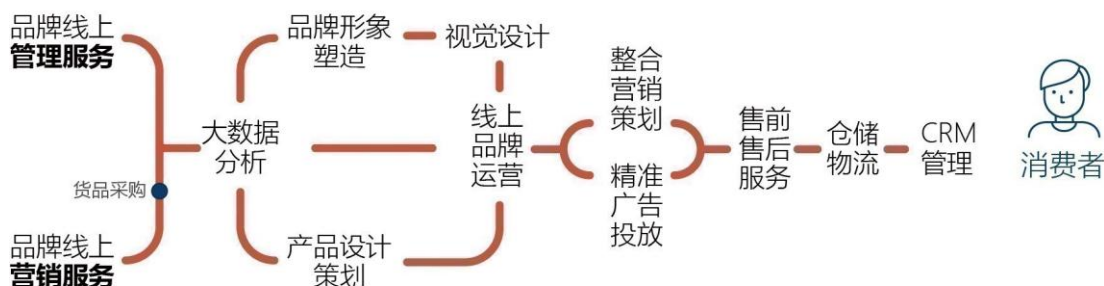 品牌线上
管理服务
货品采购
品牌线上
营销服务
大数据
分析
品牌形象
塑造
视觉设计
线上
品牌
运营
产品设计
策划
整合
营销
策划
精准
广告
投放
售前
售后
服务
仓储
物流
CRM
管理
消费者